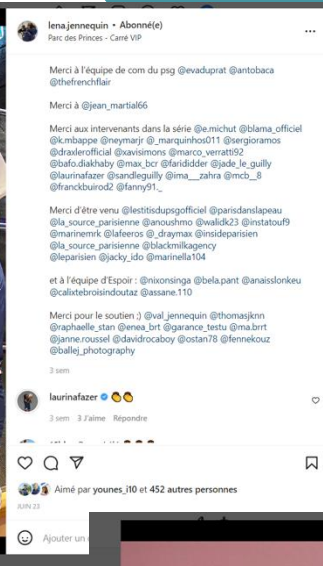 lena.jennequin • Abonné(e)
Parc des Princes - Carré VIP
Merci à l'équipe de com du psg @evaduprat @antobaca
@thefrenchflair
Merci à @jean_martial66
Merci aux intervenants dans la série @e.michut @blama_officiel
@k.mbappe @neymarjr @_marquinhos011 @sergioramos
@draxlerofficial @xavisimons @marco_verratti92
@bafo.diakhaby @max_bcr @farididder @jade_le_guilly
@laurinafazer @sandleguilly @ima___zahra @mcb__8
@franckbuirod2 @fanny91._
Merci d'être venu @lestitisdupsgofficiel @parisdanslapeau
@la_source_parisienne @anoushmo @walidk23 @instatouf9
@marinemrk @lafeeros @_draymax @insideparisien
@la_source_parisienne @blackmilkagency
@leparisien @jacky_ido @marinella104
et à l'équipe d'Espoir : @nixonsinga @bela.pant @anaisslonkeu
@calixtebroisindoutaz @assane.110
Merci pour le soutien ;) @val_jennequin @thomasjknn
@raphaelle_stan @enea_brt @garance_testu @ma.brrt
@janne.roussel @davidrocaboy @ostan78 @fennekouz
@ballej_photography
3 sem
laurinafazer
3 sem 3 J'aime Répondre
Aimé par younes_i10 et 452 autres personnes
JUIN 23
Ajouter un